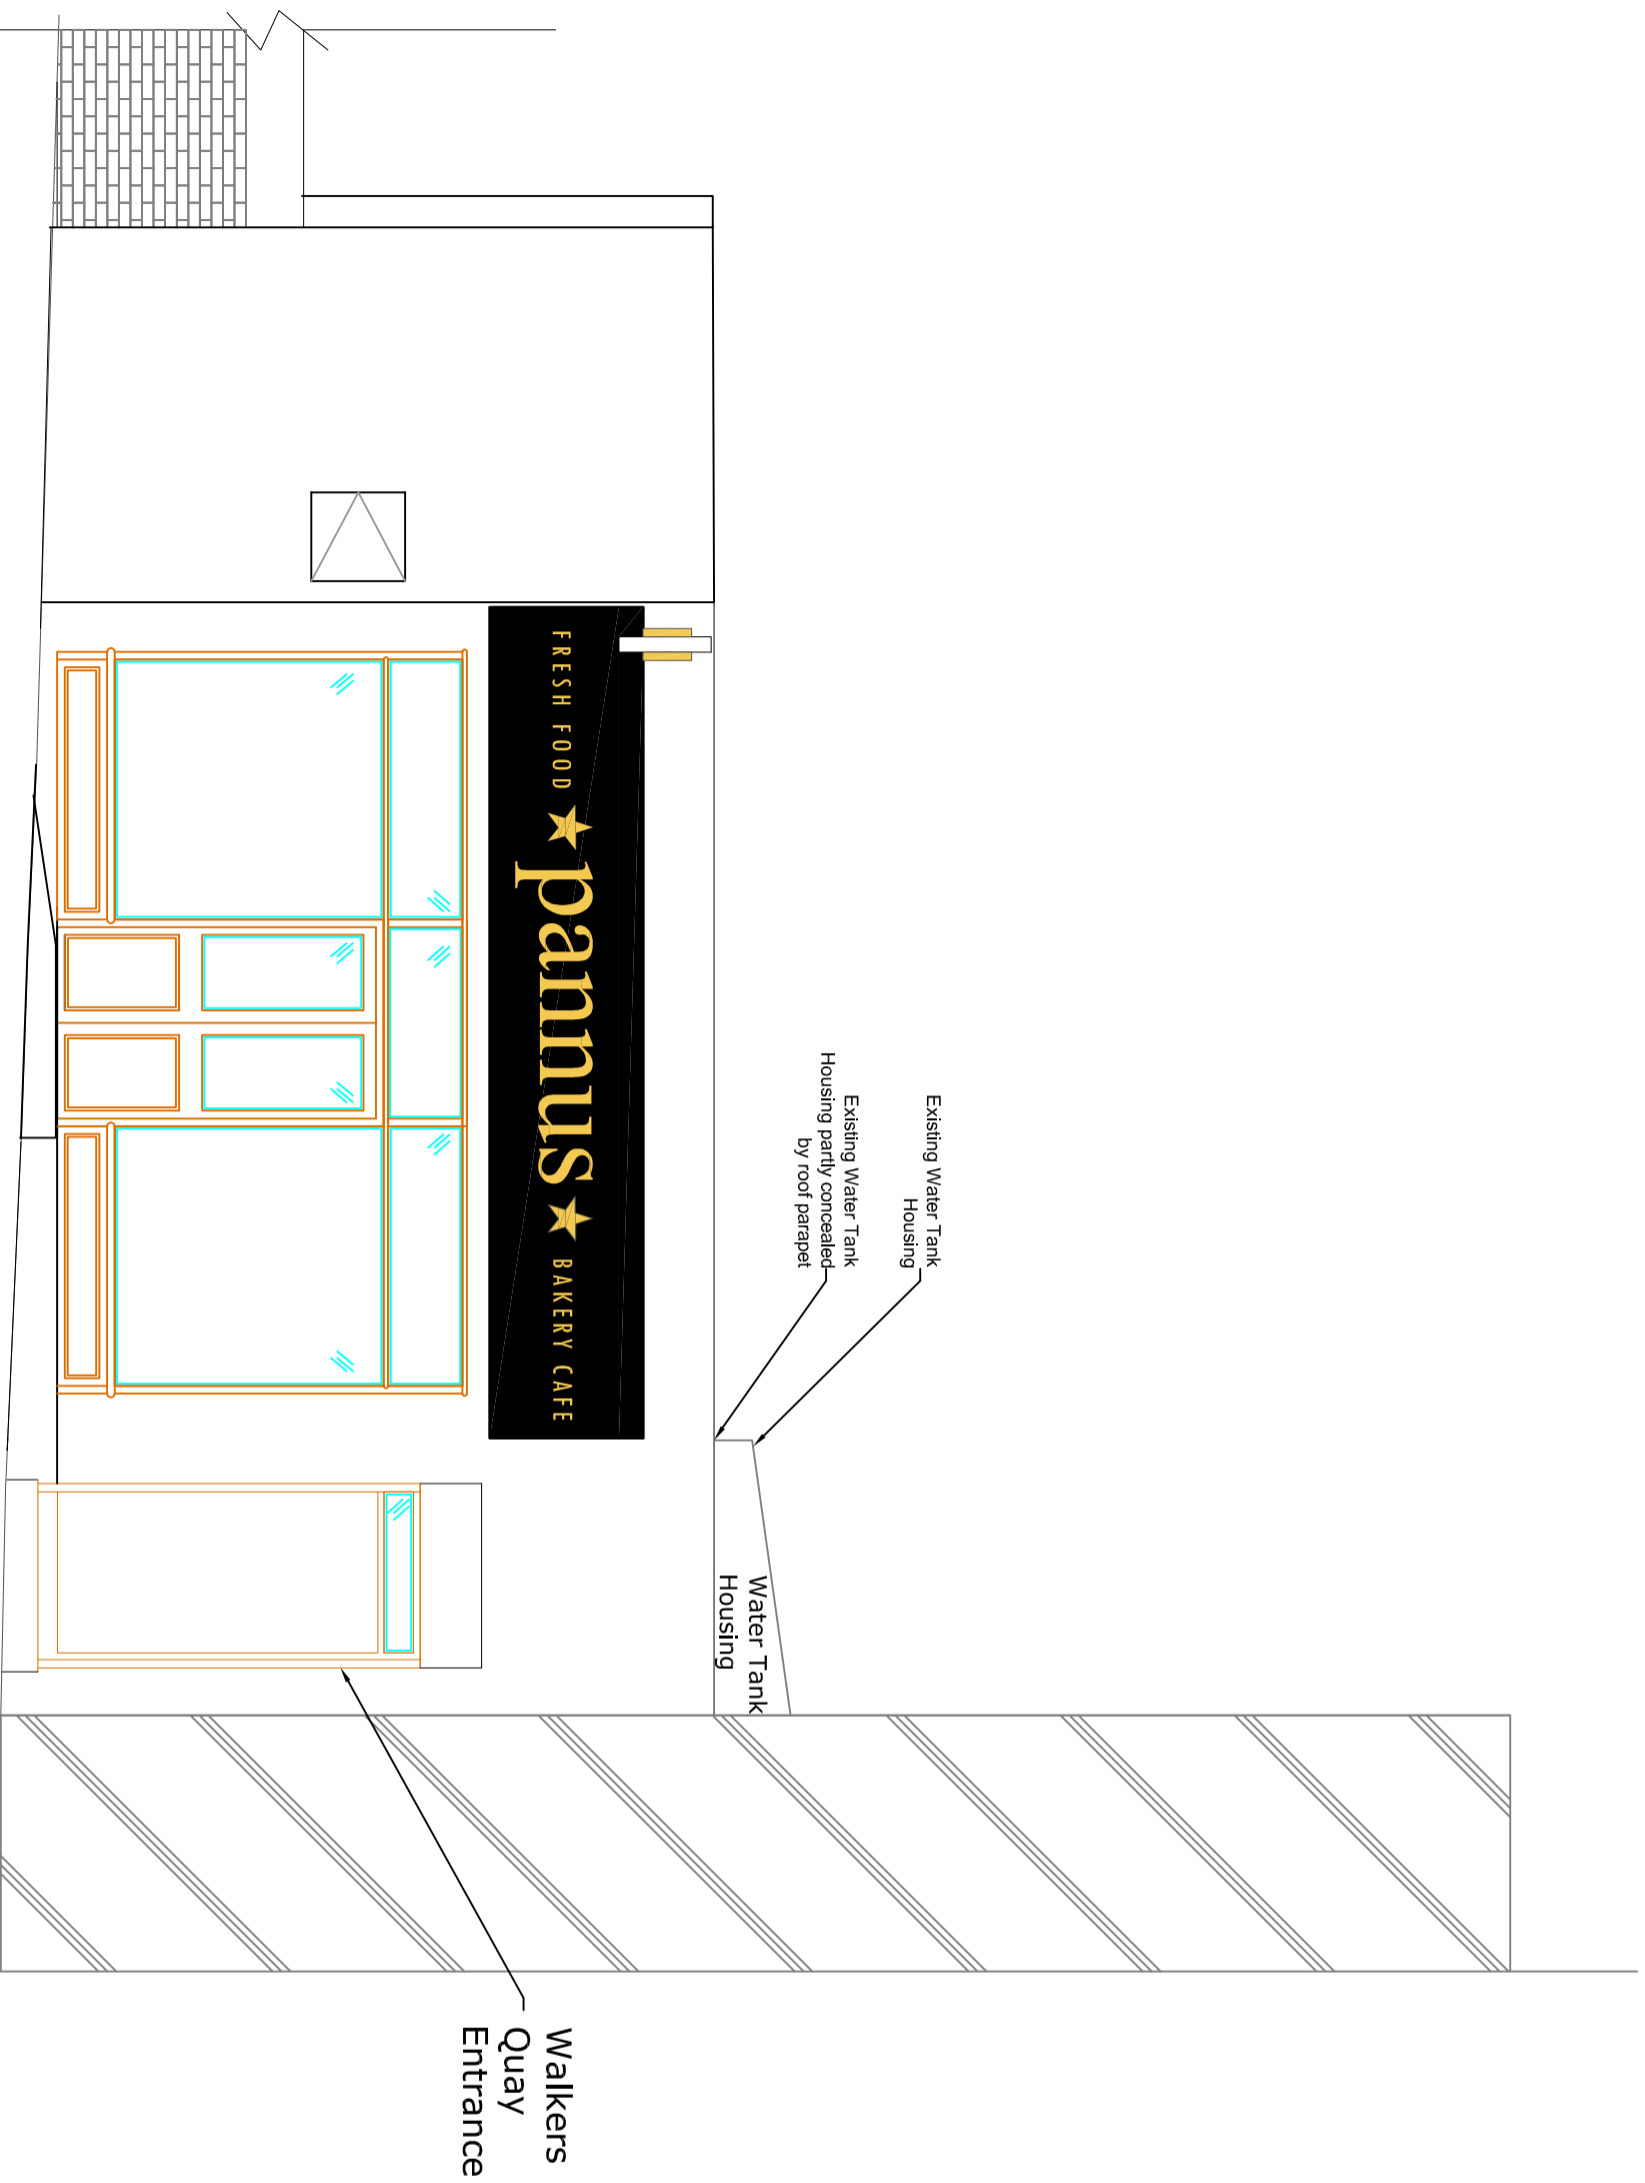 Existing Water Tank
Housing
Existing Water Tank
Housing partly concealed
by roof parapet
FRESH FOOD pannus BAKERY CAFE
Water Tank
Housing
Walkers
Quay
Entrance